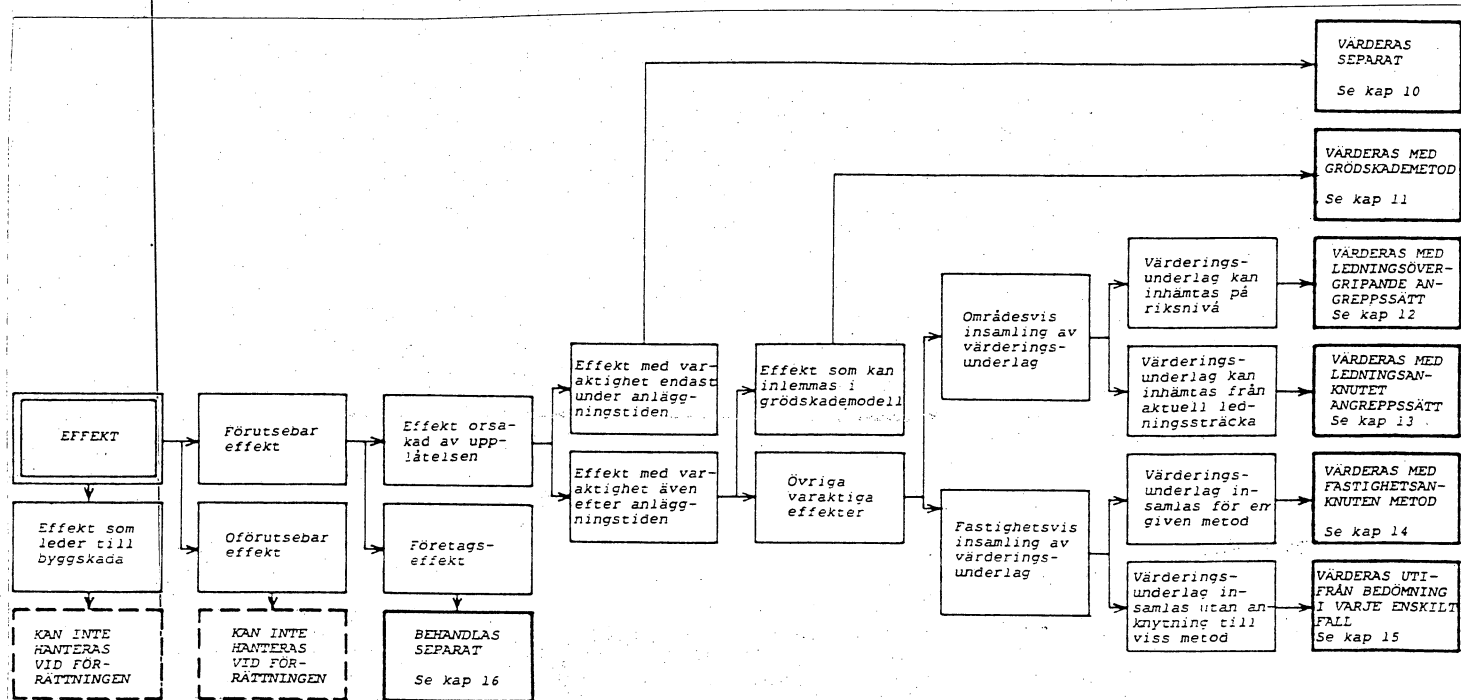 VÄRDERAS
SEPARAT
Se kap 10
VÄRDERAS MED
GRÖDSKADEMETOD
Se kap 11
Värderings-
underlag kan
inhämtas på
riksnivå
VÄRDERAS MED
LEDNINGSÖVER-
GRIPANDE AN-
GREPPSSÄTT
Se kap 12
Områdesvis
insamling av
värderings-
underlag
Effekt med var-
aktighet endast
under anlägg-
ningstiden
Effekt som kan
inlemmas i
grödskademodell
Värderings-
underlag kan
inhämtas från
aktuell led-
ningssträcka
VÄRDERAS MED
LEDNINGSAN-
KNUTET
ANGREPPSSÄTT
Se kap 13
EFFEKT
Förutsebar
effekt
Effekt orsa-
kad av upp-
låtelsen
Effekt med var-
aktighet även
efter anlägg-
ningstiden
Övriga
varaktiga
effekter
Värderings-
underlag in-
samlas för en
given metod
VÄRDERAS MED
FASTIGHETSAN-
KNUTEN METOD
Se kap 14
Effekt som
leder till
byggskada
Oförutsebar
effekt
Företags-
effekt
Fastighetsvis
insamling av
värderings-
underlag
Värderings-
underlag in-
samlas utan an
knytning till
viss metod
VÄRDERAS UTI-
FRÅN BEDÖMNING
I VARJE ENSKILT
FALL
Se kap 15
KAN INTE
HANTERAS
VID FÖR-
RÄTTNINGEN
KAN INTE
HANTERAS
VID FÖR-
RÄTTNINGEN
BEHANDLAS
SEPARAT
Se kap 16